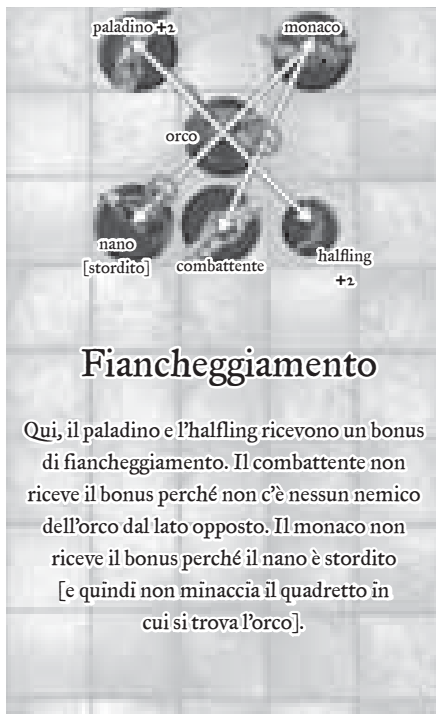 paladino +2
monaco
orco
nano
[stordito]
combattente
halfling
+2
Fiancheggiamento
Qui, il paladino e l'halfling ricevono un bonus
di fiancheggiamento. Il combattente non
riceve il bonus perché non c'è nessun nemico
dell'orco dal lato opposto. Il monaco non
riceve il bonus perché il nano è stordito
[e quindi non minaccia il quadretto in
cui si trova l'orco].